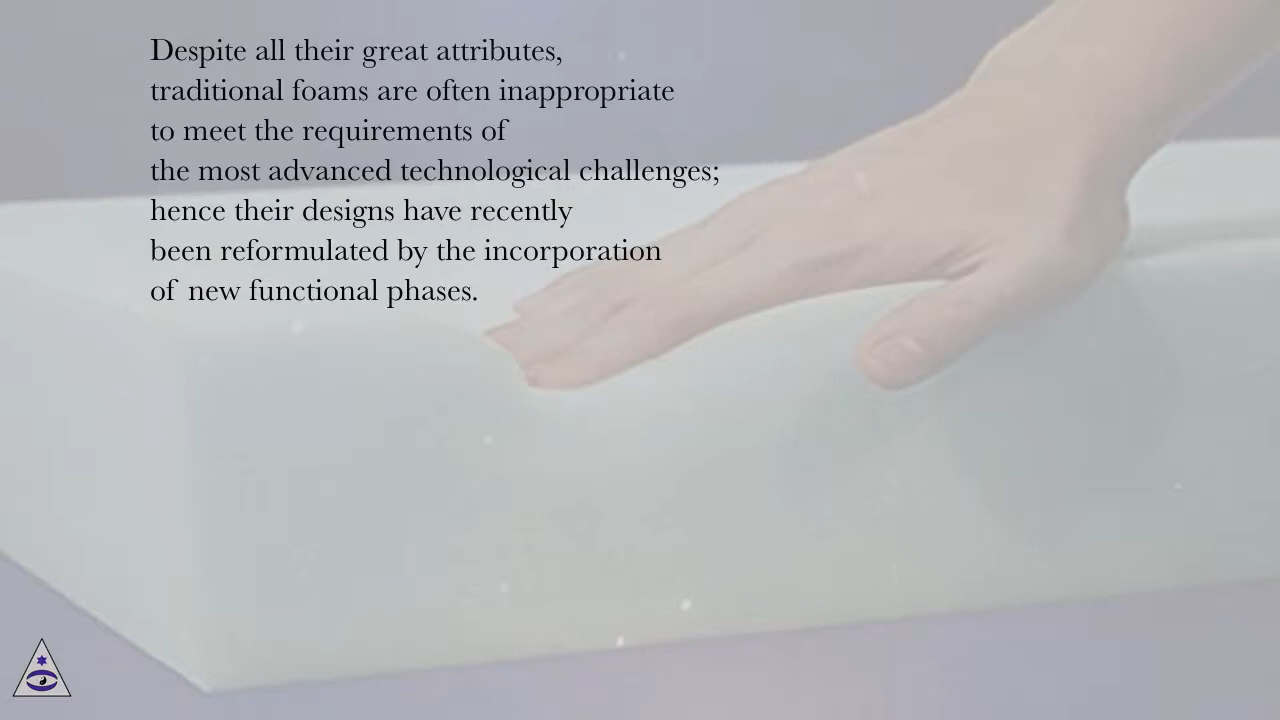 Despite all their great attributes,
traditional foams are often inappropriate
to meet the requirements of
the most advanced technological challenges;
hence their designs have recently
been reformulated by the incorporation
of new functional phases.